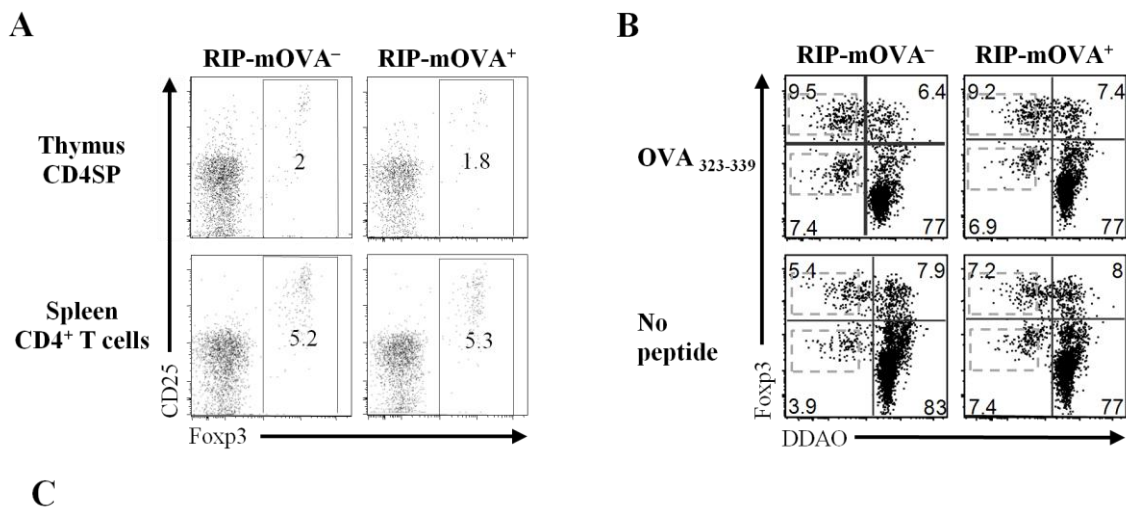 A
RIP-mOVA⁻ RIP-mOVA⁺
Thymus
CD4SP
2
1.8
Spleen
CD4⁺ T cells
5.2
5.3
CD25
Foxp3
B
RIP-mOVA⁻ RIP-mOVA⁺
OVA 323-339
9.5 6.4
7.4 77
9.2 7.4
6.9 77
No
peptide
5.4 7.9
3.9 83
7.2 8
7.4 77
Foxp3
DDAO
C